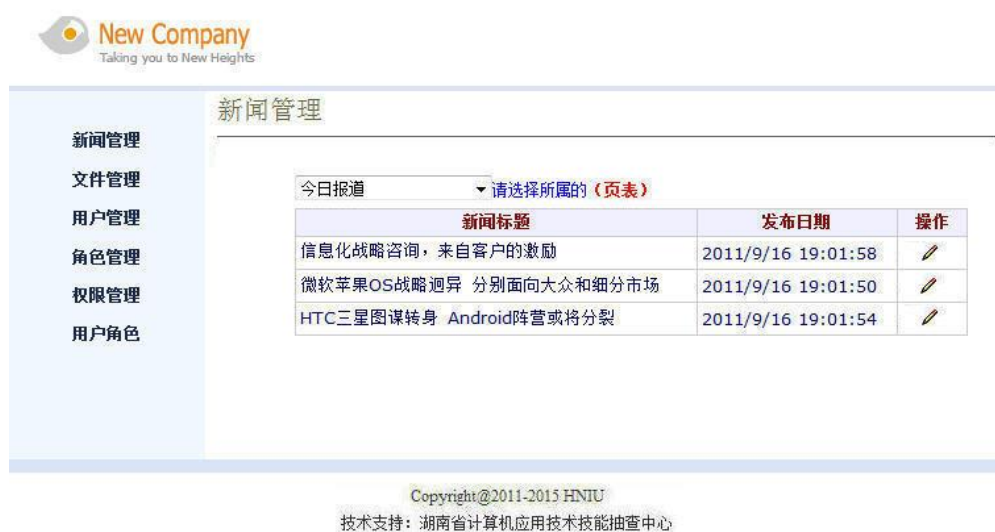 New Company
Taking you to New Heights
新闻管理
文件管理
用户管理
角色管理
权限管理
用户角色
新闻管理
今日报道 请选择所属的（页表）
新闻标题 发布日期 操作
信息化战略咨询，来自客户的激励 2011/9/16 19:01:58
微软苹果OS战略迥异 分别面向大众和细分市场 2011/9/16 19:01:50
HTC三星图谋转身 Android阵营或将分裂 2011/9/16 19:01:54
Copyright@2011-2015 HNIU
技术支持：湖南省计算机应用技术技能抽查中心